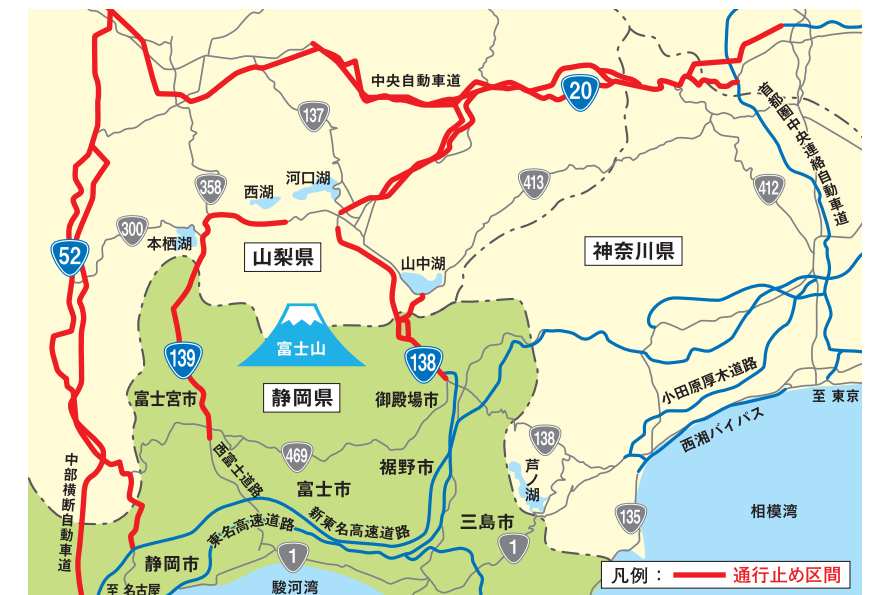 中央自動車道
20
137
首都圏中央連絡自動車道
358
西湖
河口湖
413
412
300
本栖湖
52
山梨県
山中湖
神奈川県
富士山
139
138
富士宮市
静岡県
御殿場市
小田原厚木道路
至 東京
西湘バイパス
138
469
西富士道路
裾野市
芦ノ湖
中部横断自動車道
富士市
新東名高速道路
三島市
135
相模湾
東名高速道路
静岡市
1
1
至 名古屋
駿河湾
凡例： 通行止め区間